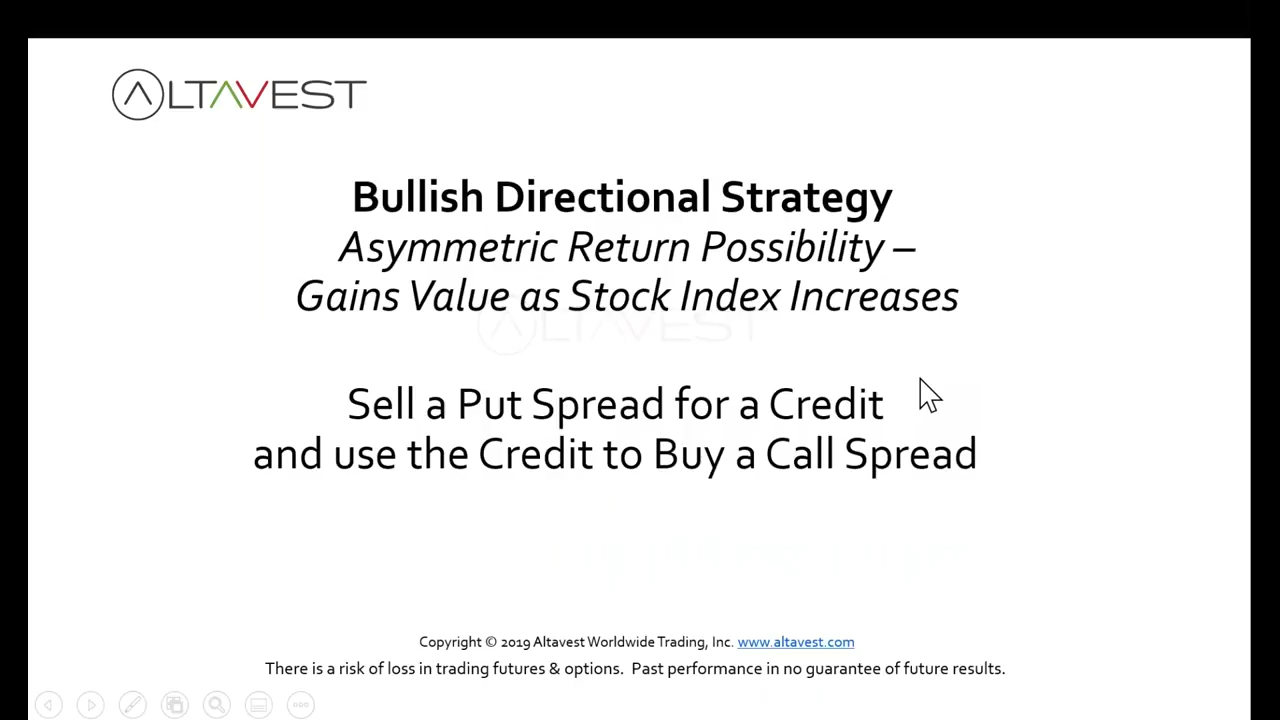 ALTAVEST
Bullish Directional Strategy
Asymmetric Return Possibility –
Gains Value as Stock Index Increases
ALTAVEST
Sell a Put Spread for a Credit
and use the Credit to Buy a Call Spread
Copyright © 2019 Altavest Worldwide Trading, Inc. www.altavest.com
There is a risk of loss in trading futures & options. Past performance in no guarantee of future results.